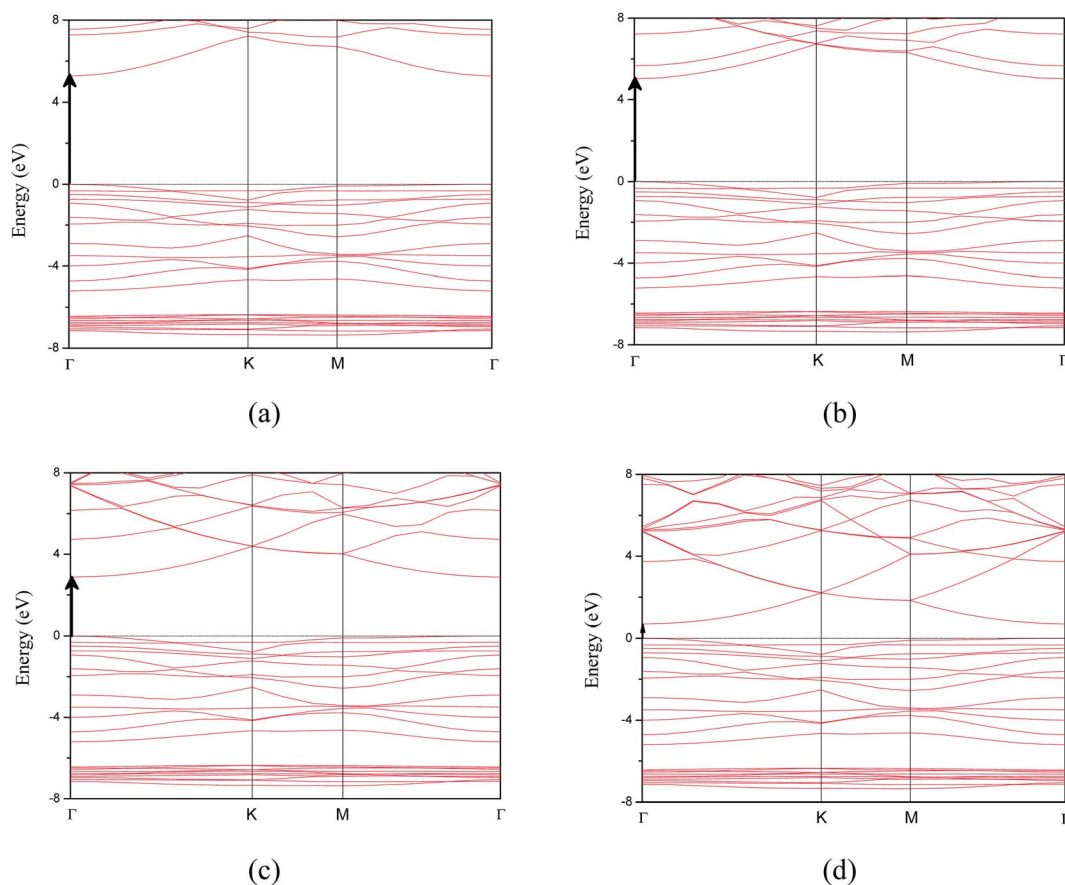 8
4
0
-4
-8
Energy (eV)
Γ K M Γ
(a)
8
4
0
-4
-8
Energy (eV)
Γ K M Γ
(b)
8
4
0
-4
-8
Energy (eV)
Γ K M Γ
(c)
8
4
0
-4
-8
Energy (eV)
Γ K M Γ
(d)